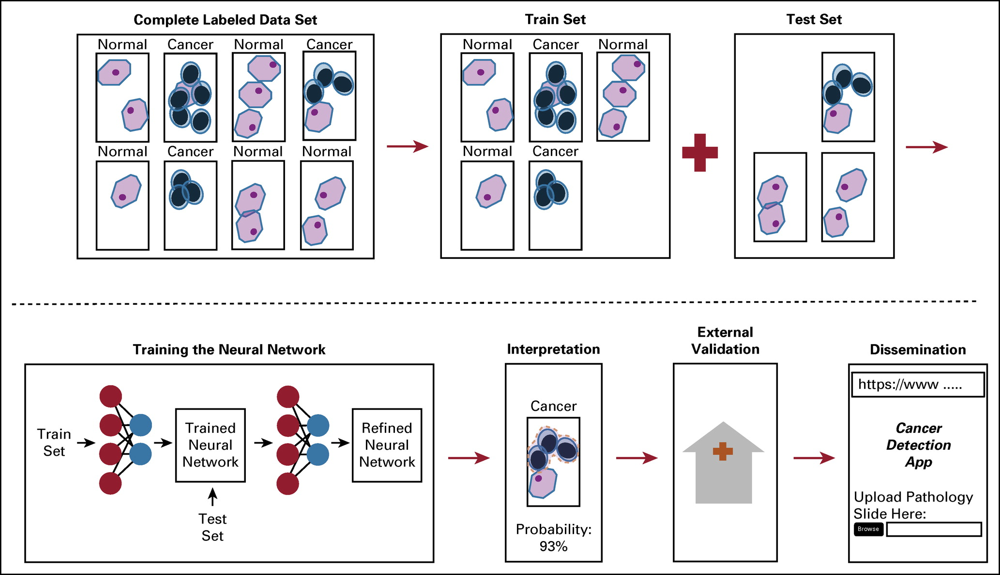 Complete Labeled Data Set
Train Set
Test Set
Normal
Cancer
Normal
Cancer
Normal
Cancer
Normal
Normal
Cancer
Normal
Normal
Normal
Cancer
Training the Neural Network
Interpretation
External
Validation
Dissemination
Train
Set
Trained
Neural
Network
Test
Set
Refined
Neural
Network
Cancer
Probability:
93%
https://www .....
Cancer
Detection
App
Upload Pathology
Slide Here:
Browse